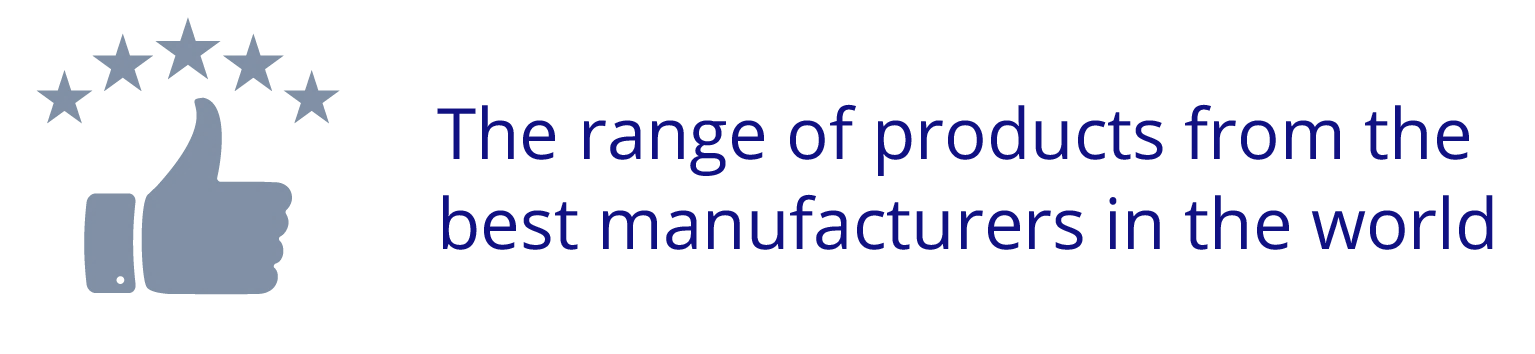 The range of products from the
best manufacturers in the world